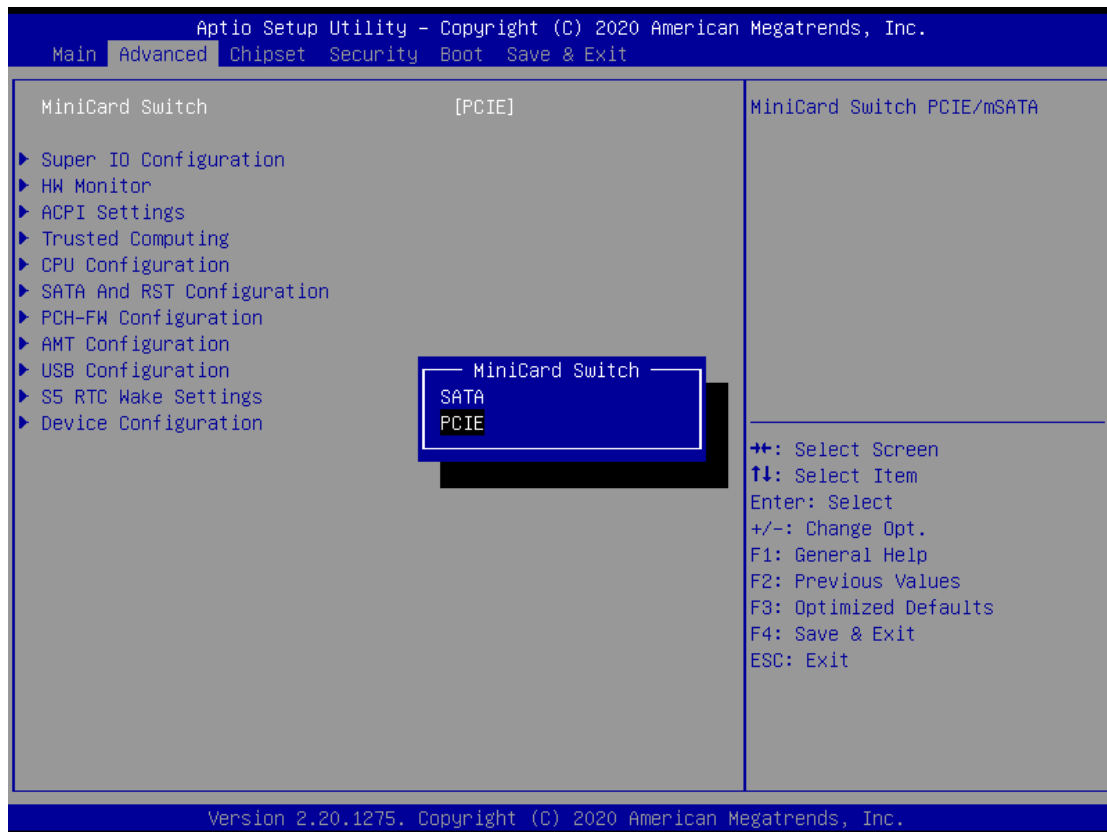 Aptio Setup Utility – Copyright (C) 2020 American Megatrends, Inc.
Main Advanced Chipset Security Boot Save & Exit
MiniCard Switch [PCIE]
Super IO Configuration
HW Monitor
ACPI Settings
Trusted Computing
CPU Configuration
SATA And RST Configuration
PCH-FW Configuration
AMT Configuration
USB Configuration
S5 RTC Wake Settings
Device Configuration
MiniCard Switch
SATA
PCIE
MiniCard Switch PCIE/mSATA
→←: Select Screen
↑↓: Select Item
Enter: Select
+/-: Change Opt.
F1: General Help
F2: Previous Values
F3: Optimized Defaults
F4: Save & Exit
ESC: Exit
Version 2.20.1275. Copyright (C) 2020 American Megatrends, Inc.